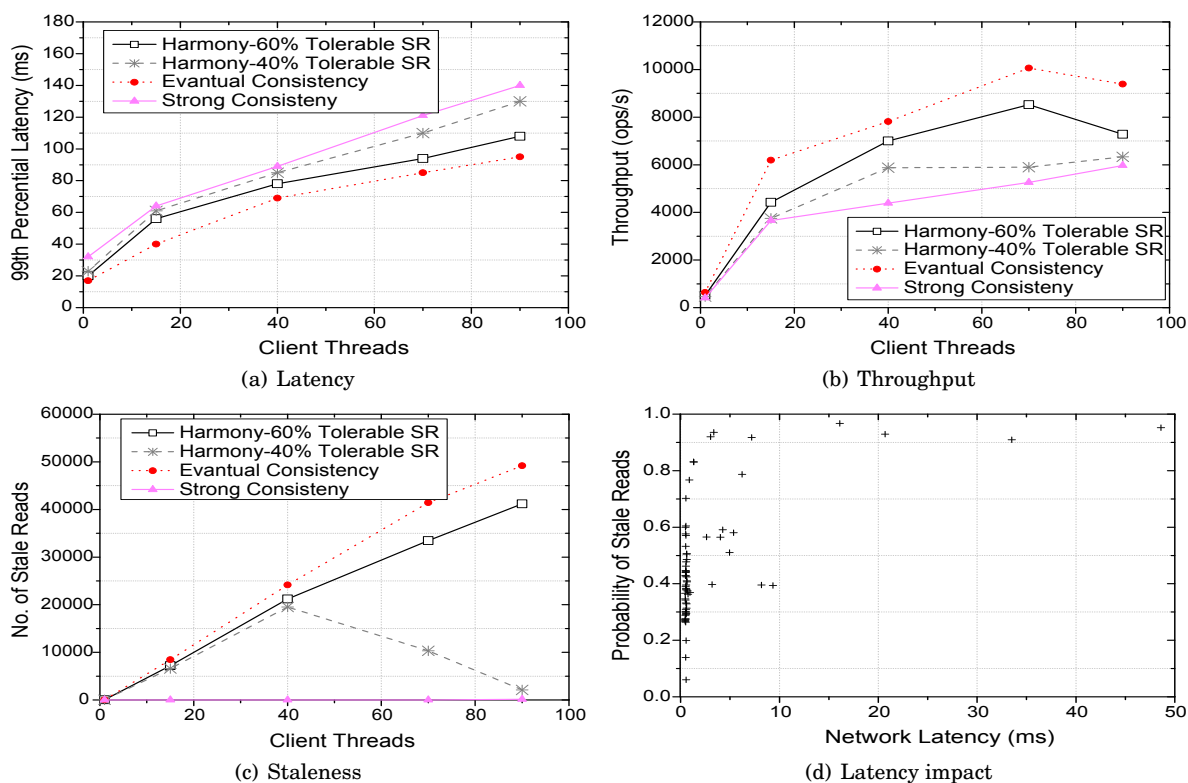 180
160
140
120
100
80
60
40
20
0
99th Percential Latency (ms)
Harmony-60% Tolerable SR
Harmony-40% Tolerable SR
Evantual Consistency
Strong Consisteny
0 20 40 60 80 100
Client Threads
(a) Latency
12000
10000
8000
6000
4000
2000
0
Throughput (ops/s)
Harmony-60% Tolerable SR
Harmony-40% Tolerable SR
Evantual Consistency
Strong Consisteny
0 20 40 60 80 100
Client Threads
(b) Throughput
60000
50000
40000
30000
20000
10000
0
No. of Stale Reads
Harmony-60% Tolerable SR
Harmony-40% Tolerable SR
Evantual Consistency
Strong Consisteny
0 20 40 60 80 100
Client Threads
(c) Staleness
1.0
0.8
0.6
0.4
0.2
0.0
Probability of Stale Reads
0 10 20 30 40 50
Network Latency (ms)
(d) Latency impact